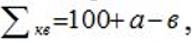 ∑ кв = 100 + а − в ,